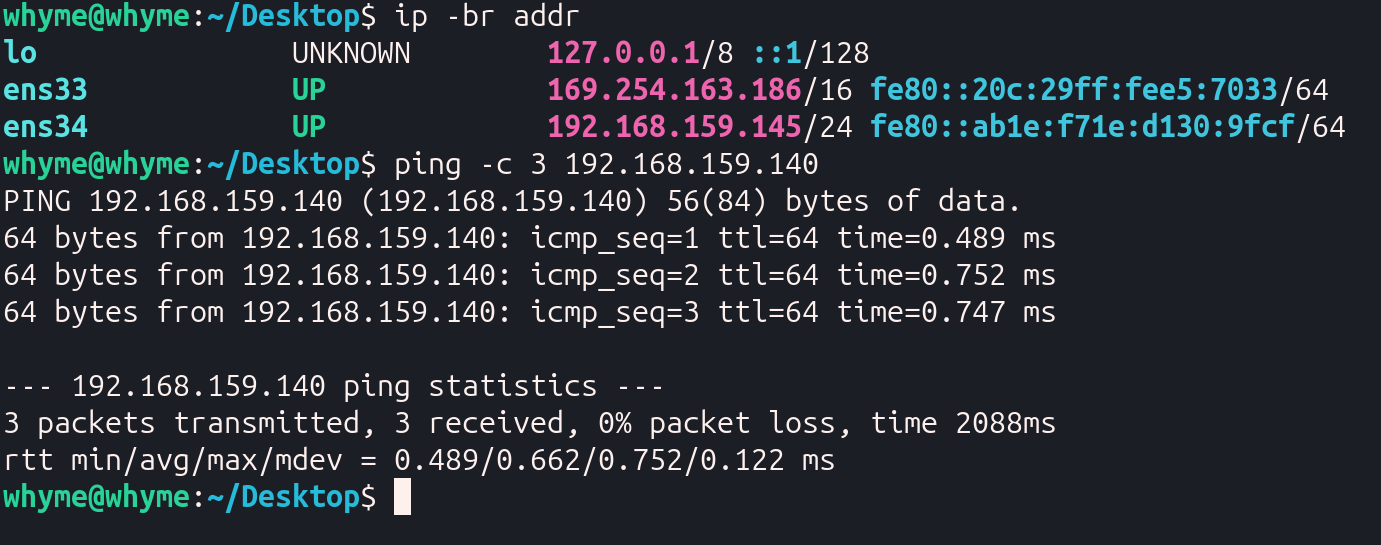 whyme@whyme:~/Desktop$ ip -br addr
lo               UNKNOWN        127.0.0.1/8 ::1/128
ens33            UP             169.254.163.186/16 fe80::20c:29ff:fee5:7033/64
ens34            UP             192.168.159.145/24 fe80::ab1e:f71e:d130:9fcf/64
whyme@whyme:~/Desktop$ ping -c 3 192.168.159.140
PING 192.168.159.140 (192.168.159.140) 56(84) bytes of data.
64 bytes from 192.168.159.140: icmp_seq=1 ttl=64 time=0.489 ms
64 bytes from 192.168.159.140: icmp_seq=2 ttl=64 time=0.752 ms
64 bytes from 192.168.159.140: icmp_seq=3 ttl=64 time=0.747 ms
--- 192.168.159.140 ping statistics ---
3 packets transmitted, 3 received, 0% packet loss, time 2088ms
rtt min/avg/max/mdev = 0.489/0.662/0.752/0.122 ms
whyme@whyme:~/Desktop$